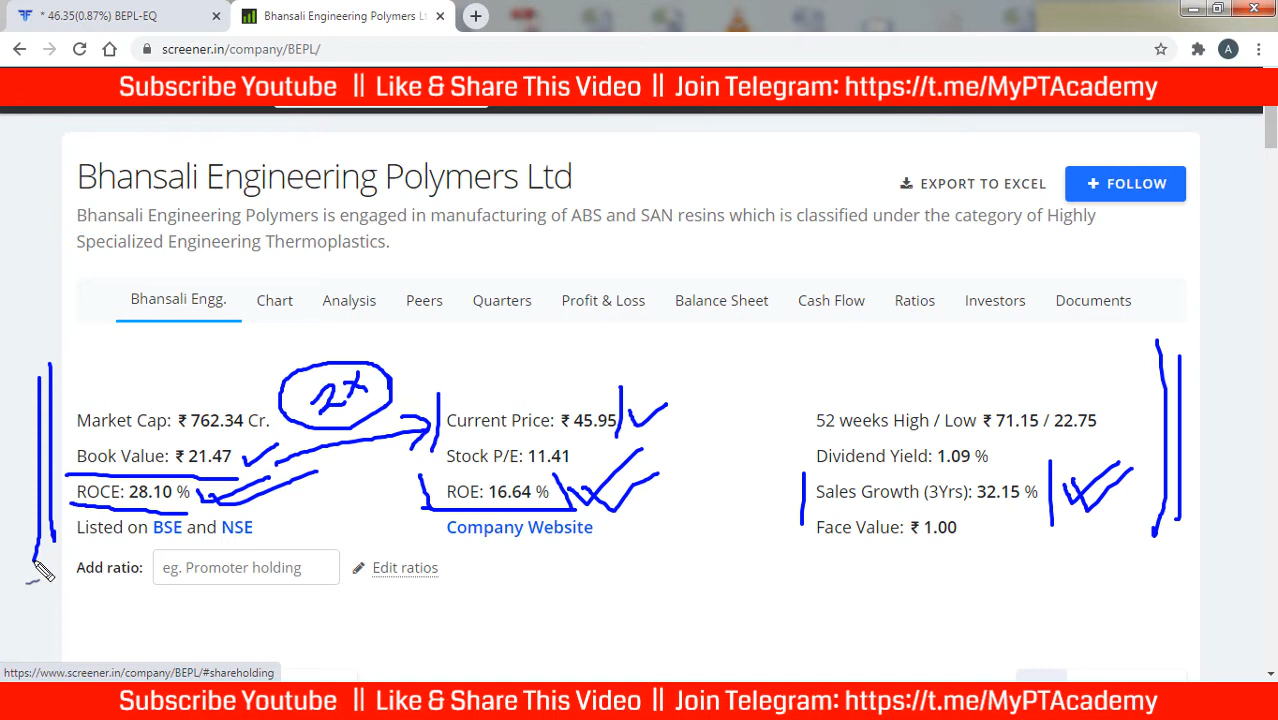 * 46.35(0.87%) BEPL-EQ
Bhansali Engineering Polymers Lt
screener.in/company/BEPL/
A
Subscribe Youtube || Like & Share This Video || Join Telegram: https://t.me/MyPTAcademy
Bhansali Engineering Polymers Ltd
EXPORT TO EXCEL
+ FOLLOW
Bhansali Engineering Polymers is engaged in manufacturing of ABS and SAN resins which is classified under the category of Highly
Specialized Engineering Thermoplastics.
Bhansali Engg. Chart Analysis Peers Quarters Profit & Loss Balance Sheet Cash Flow Ratios Investors Documents
2x
Market Cap: ₹ 762.34 Cr. Current Price: ₹ 45.95 52 weeks High / Low ₹ 71.15 / 22.75
Book Value: ₹ 21.47 Stock P/E: 11.41 Dividend Yield: 1.09 %
ROCE: 28.10 % ROE: 16.64 % Sales Growth (3Yrs): 32.15 %
Listed on BSE and NSE Company Website Face Value: ₹ 1.00
Add ratio: eg. Promoter holding Edit ratios
https://www.screener.in/company/BEPL/#shareholding
Subscribe Youtube || Like & Share This Video || Join Telegram: https://t.me/MyPTAcademy